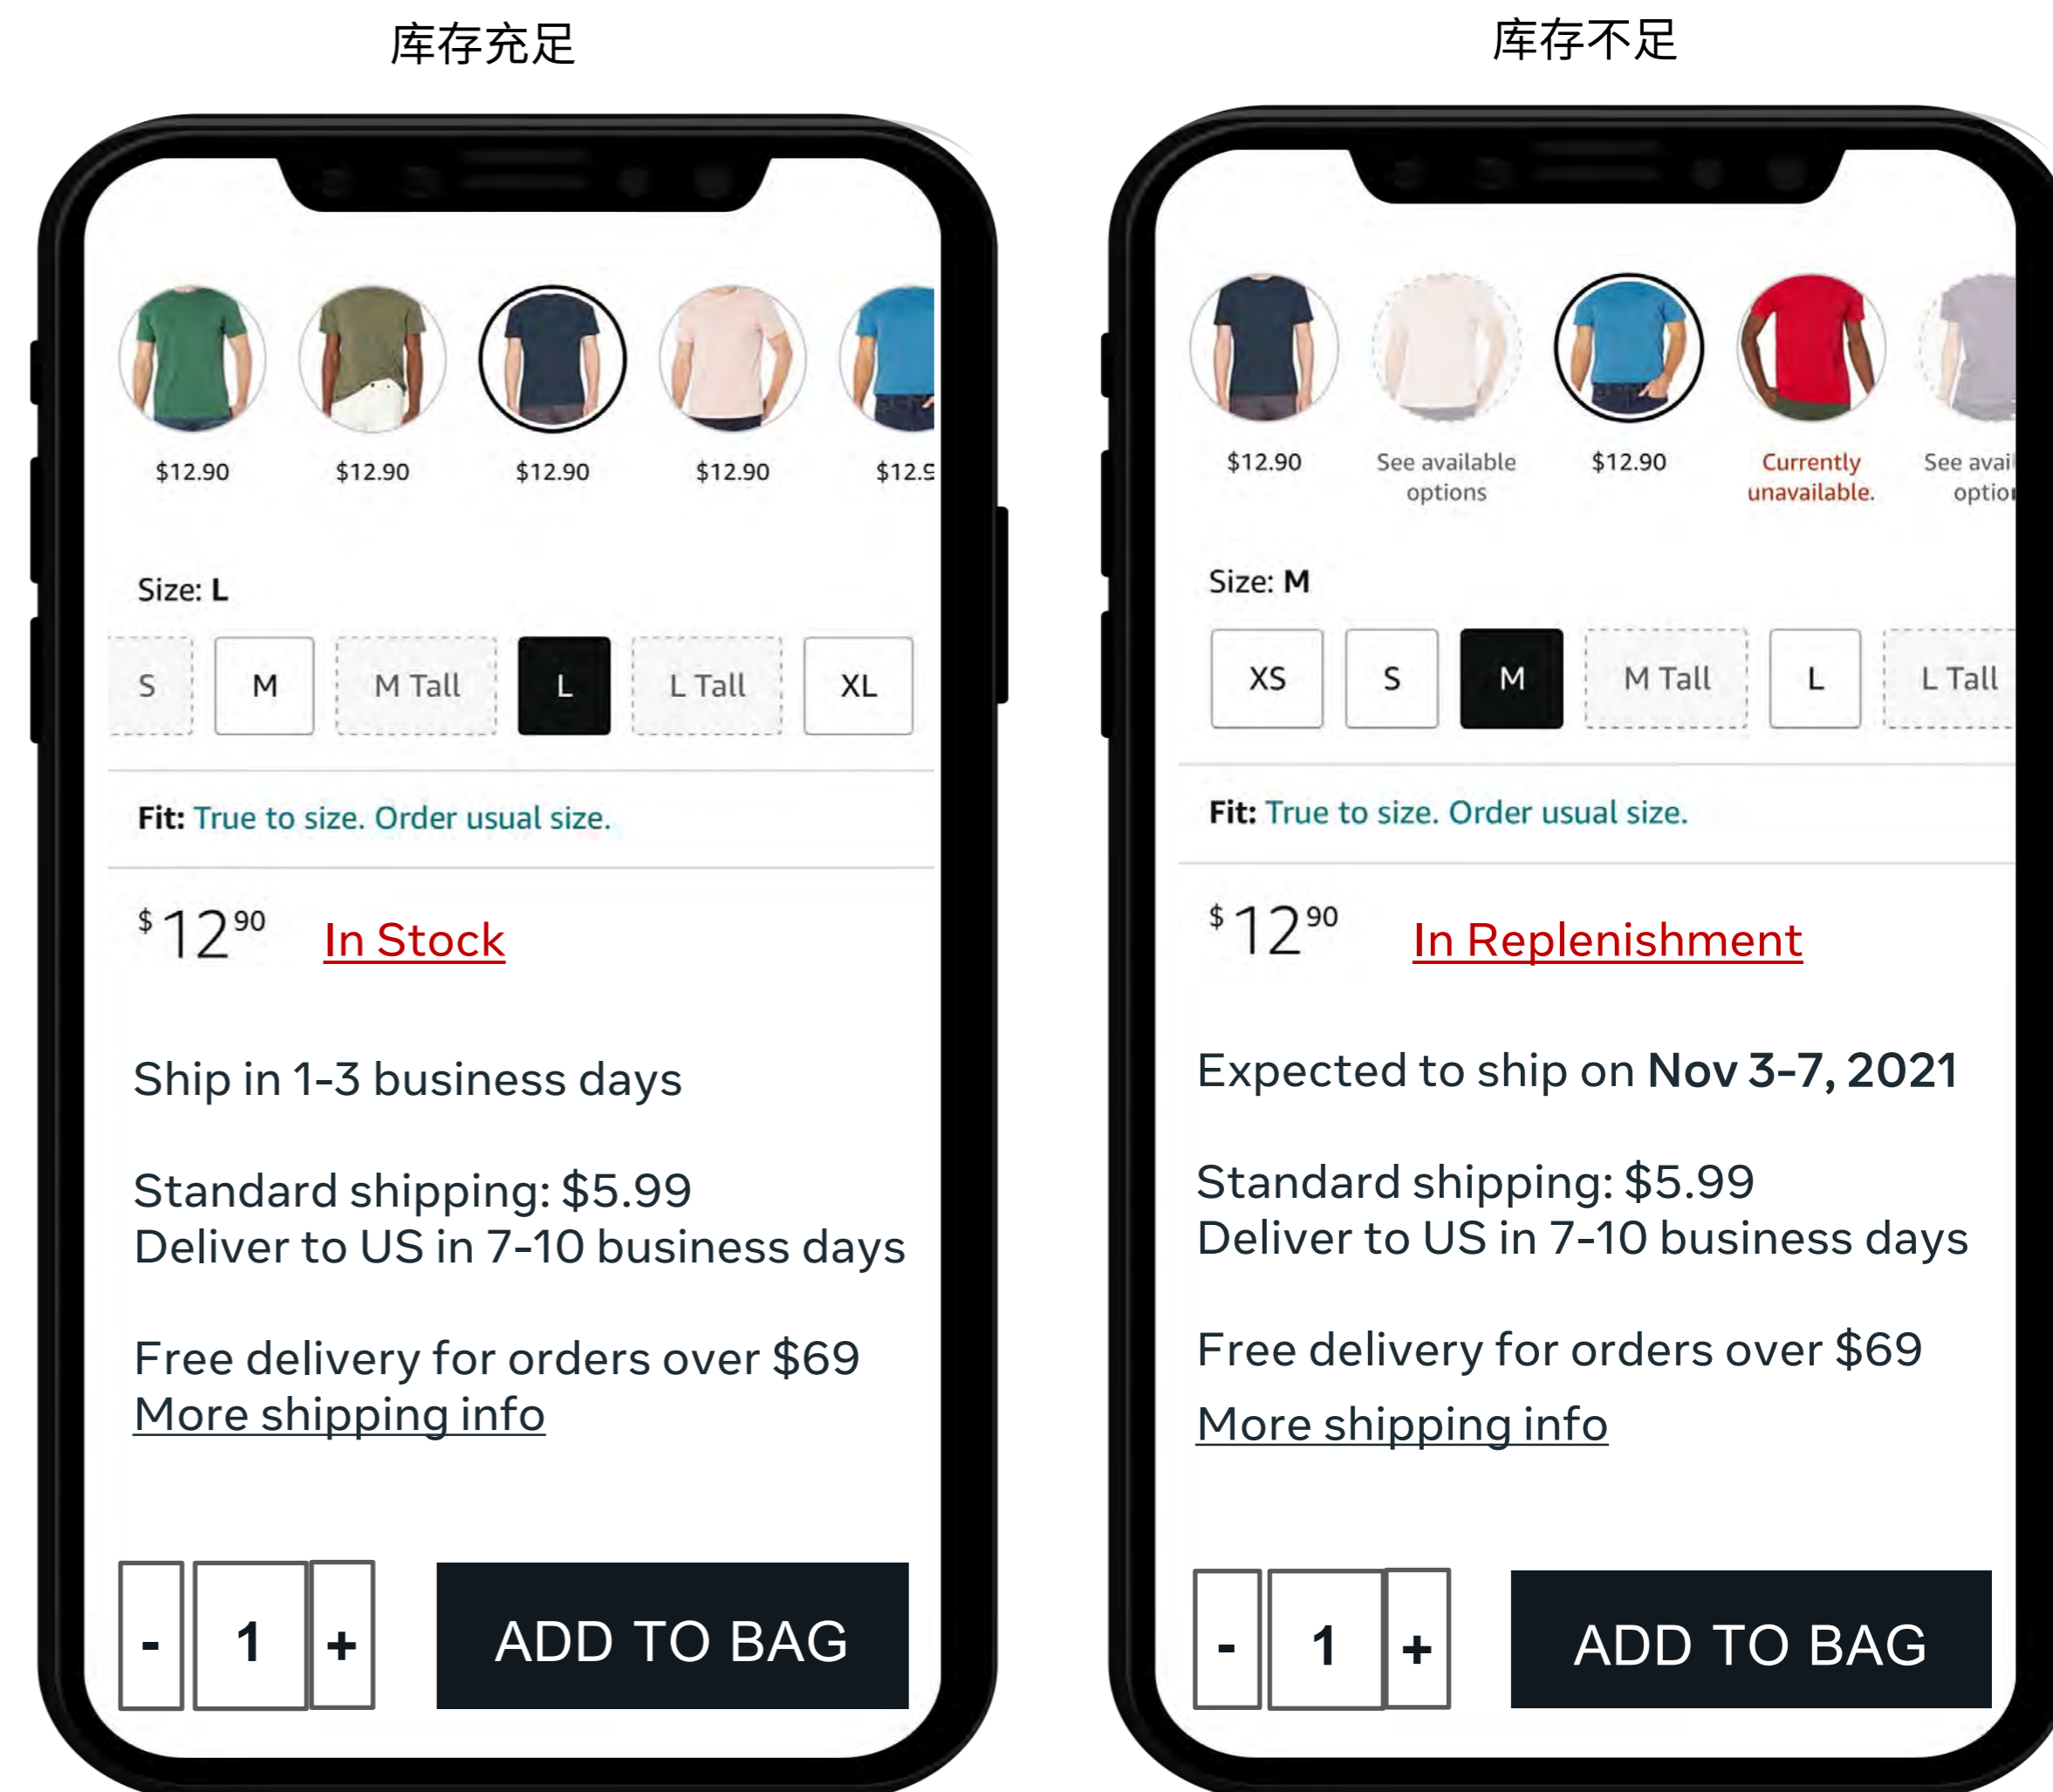 库存充足
$12.90
$12.90
$12.90
$12.90
$12.9
Size: L
S
M
M Tall
L
L Tall
XL
Fit: True to size. Order usual size.
$12 90
In Stock
Ship in 1-3 business days
Standard shipping: $5.99
Deliver to US in 7-10 business days
Free delivery for orders over $69
More shipping info
-
1
+
ADD TO BAG
库存不足
$12.90
See available
options
$12.90
Currently
unavailable.
See avai
optio
Size: M
XS
S
M
M Tall
L
L Tall
Fit: True to size. Order usual size.
$12 90
In Replenishment
Expected to ship on Nov 3-7, 2021
Standard shipping: $5.99
Deliver to US in 7-10 business days
Free delivery for orders over $69
More shipping info
-
1
+
ADD TO BAG